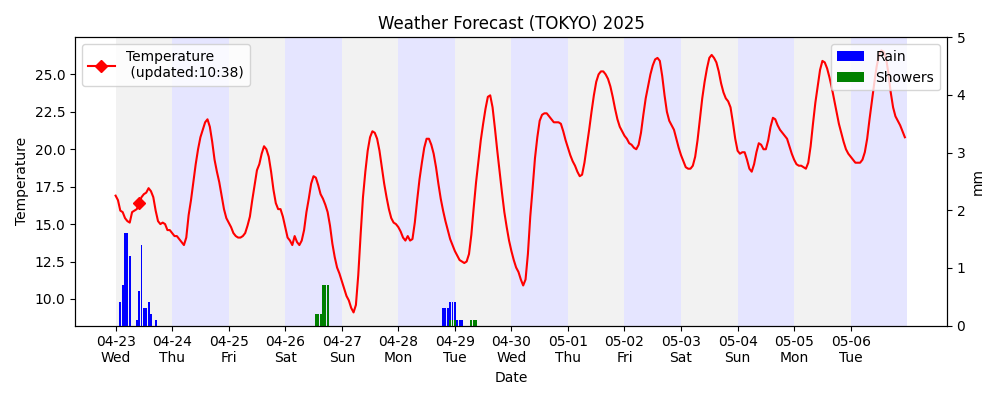 Weather Forecast (TOKYO) 2025
Temperature
(updated:10:38)
Rain
Showers
25.0
22.5
20.0
17.5
15.0
12.5
10.0
Temperature
5
4
3
2
1
0
mm
04-23 04-24 04-25 04-26 04-27 04-28 04-29 04-30 05-01 05-02 05-03 05-04 05-05 05-06
Wed Thu Fri Sat Sun Mon Tue Wed Thu Fri Sat Sun Mon Tue
Date